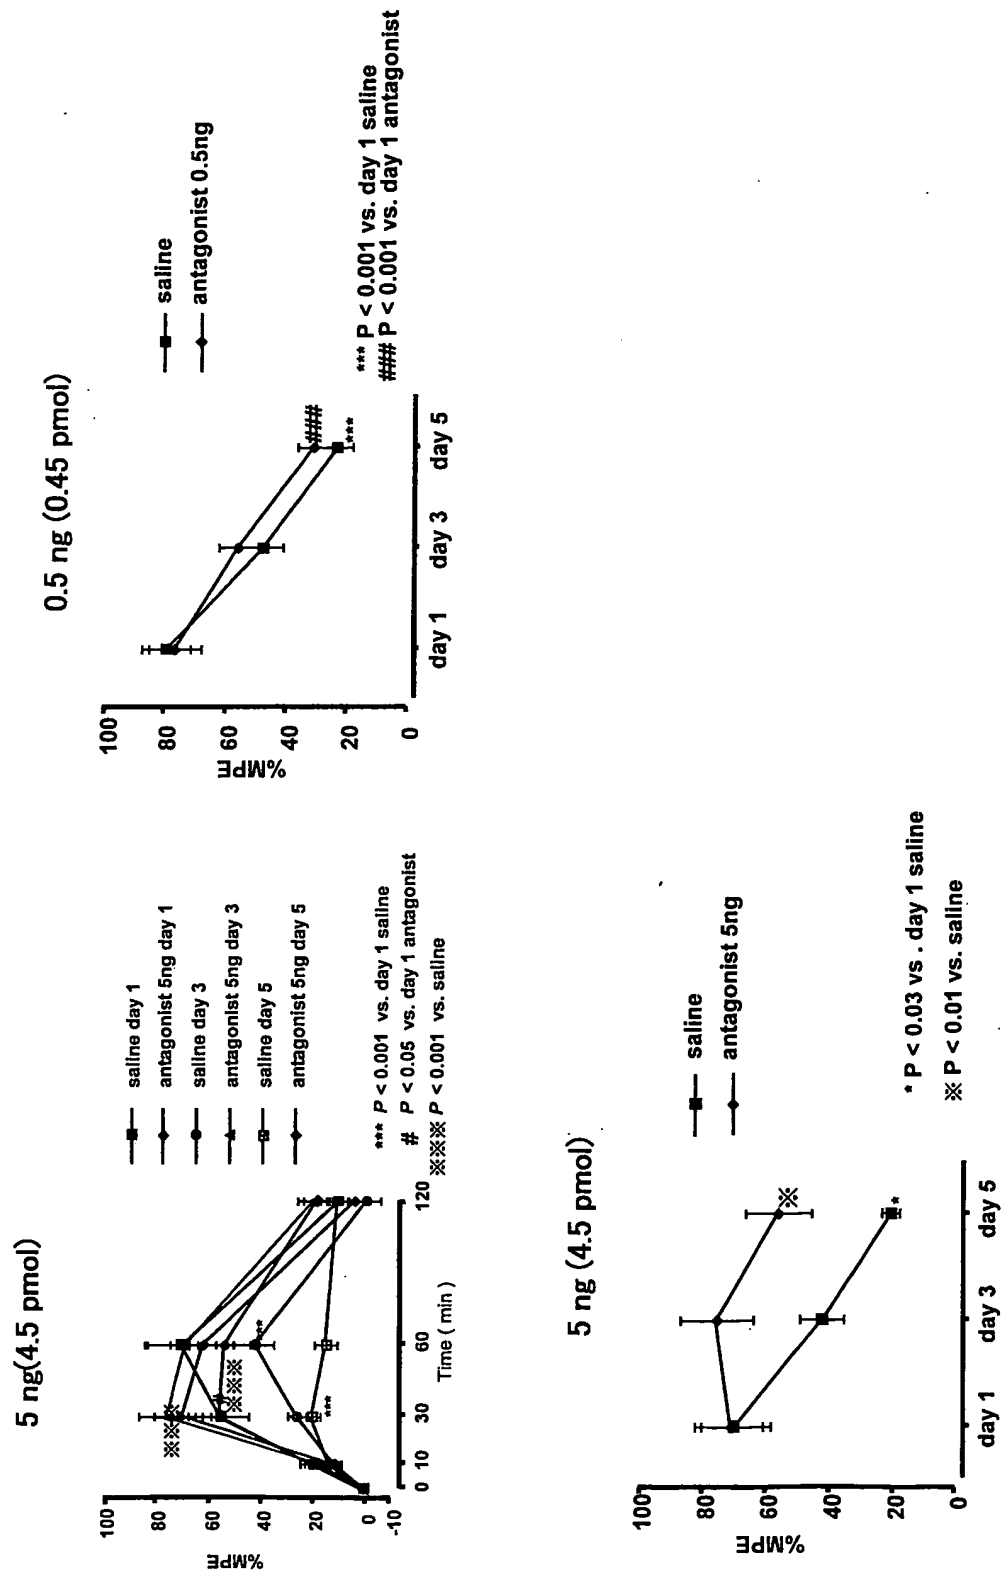 5 ng(4.5 pmol)
%MPE
100
80
60
40
20
0
-10
0 10 30 60 120
Time ( min )
※※
***
※※※
**
saline day 1
antagonist 5ng day 1
saline day 3
antagonist 5ng day 3
saline day 5
antagonist 5ng day 5
*** P < 0.001 vs. day 1 saline
# P < 0.05 vs. day 1 antagonist
※※※ P < 0.001 vs. saline
0.5 ng (0.45 pmol)
%MPE
100
80
60
40
20
0
day 1 day 3 day 5
###
***
saline
antagonist 0.5ng
*** P < 0.001 vs. day 1 saline
### P < 0.001 vs. day 1 antagonist
5 ng (4.5 pmol)
%MPE
100
80
60
40
20
0
day 1 day 3 day 5
※
*
saline
antagonist 5ng
* P < 0.03 vs . day 1 saline
※ P < 0.01 vs. saline